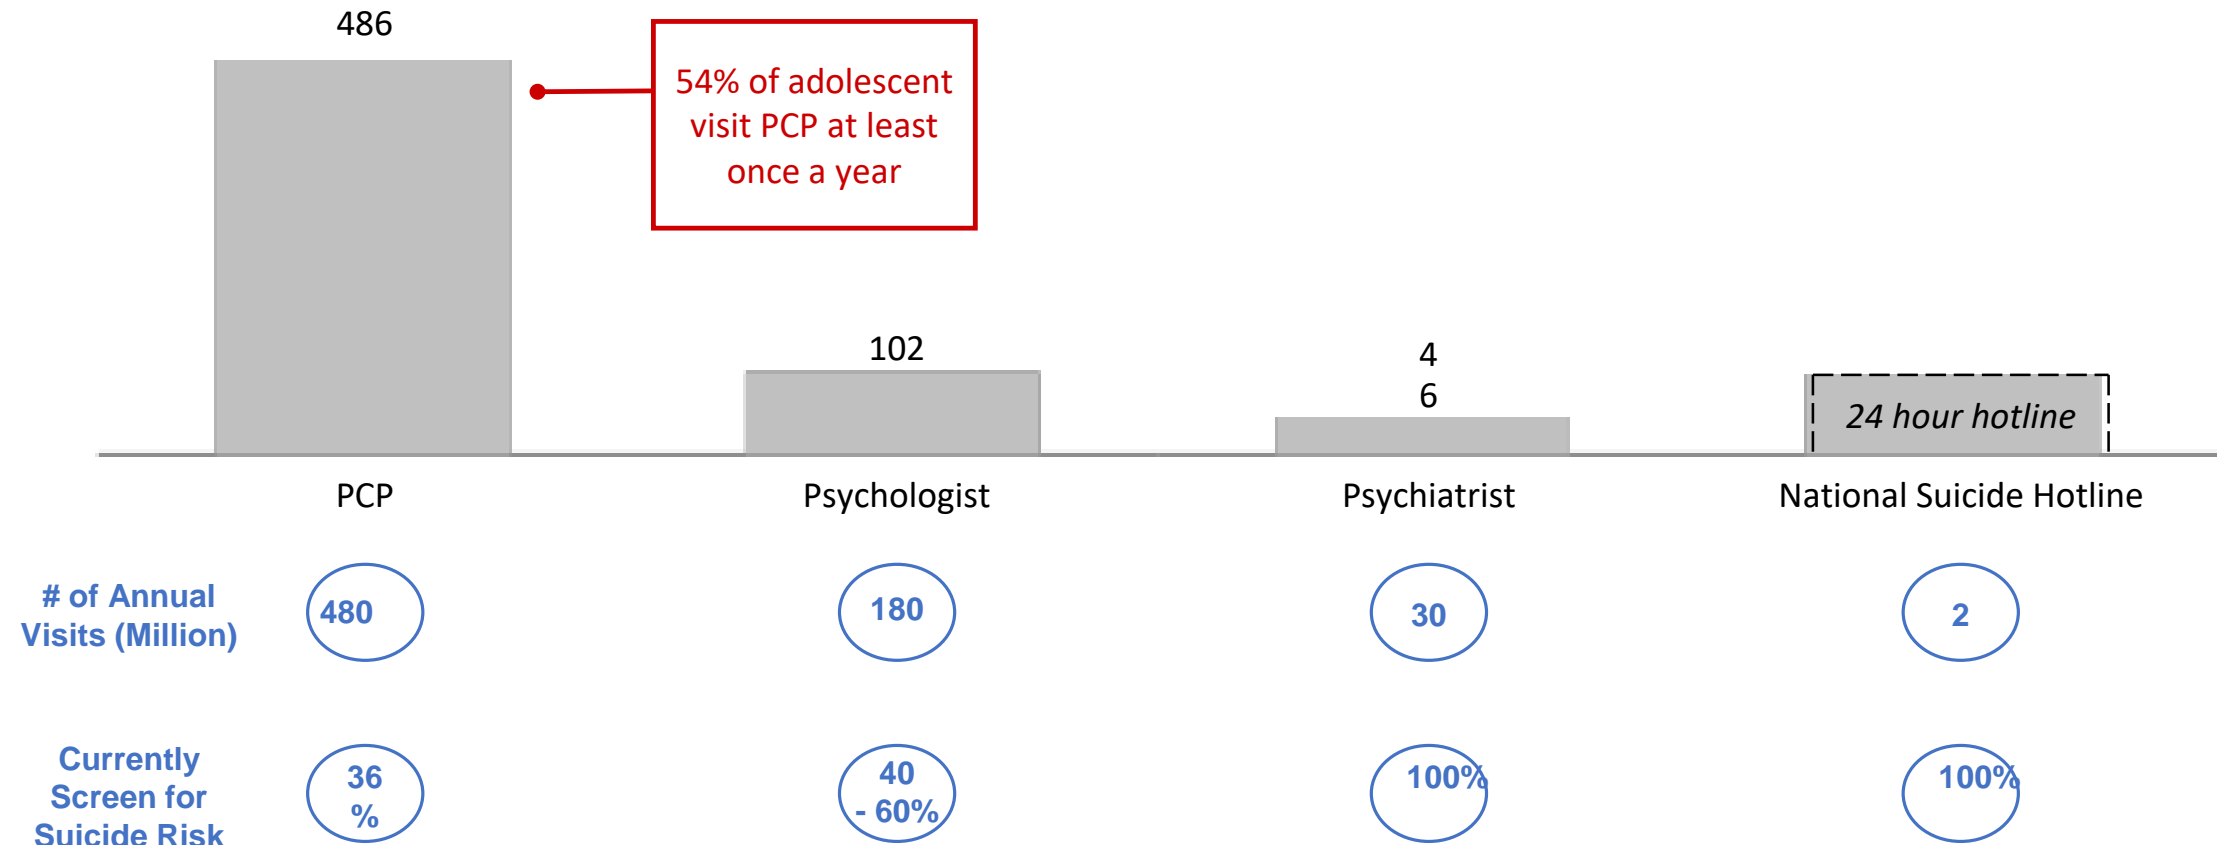 486
54% of adolescent
visit PCP at least
once a year
102
4
6
24 hour hotline
PCP
Psychologist
Psychiatrist
National Suicide Hotline
# of Annual
Visits (Million)
480
180
30
2
Currently
Screen for
Suicide Risk
36
%
40
- 60%
100%
100%